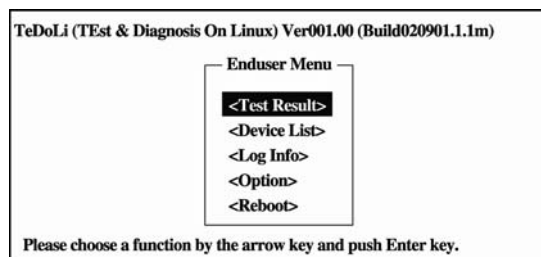 TeDoLi (TEst & Diagnosis On Linux) Ver001.00 (Build020901.1.1m)
Enduser Menu
<Test Result>
<Device List>
<Log Info>
<Option>
<Reboot>
Please choose a function by the arrow key and push Enter key.